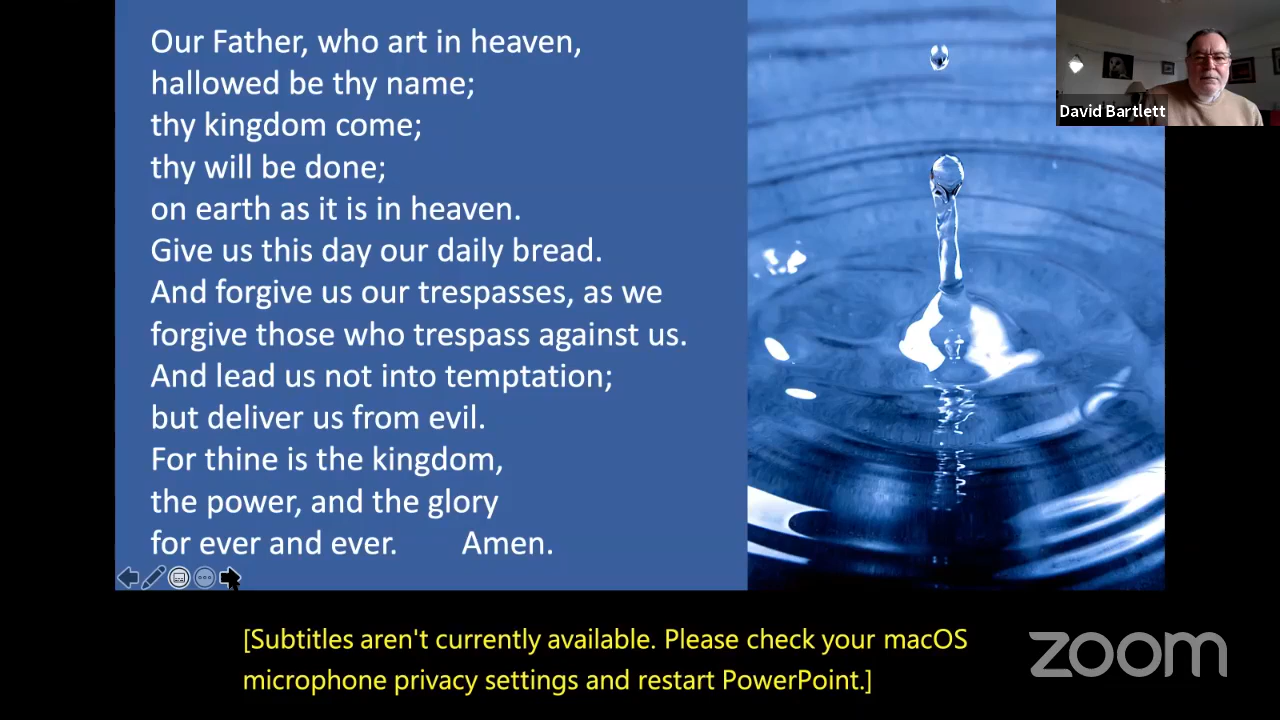 Our Father, who art in heaven,
hallowed be thy name;
thy kingdom come;
thy will be done;
on earth as it is in heaven.
Give us this day our daily bread.
And forgive us our trespasses, as we
forgive those who trespass against us.
And lead us not into temptation;
but deliver us from evil.
For thine is the kingdom,
the power, and the glory
for ever and ever. Amen.
David Bartlett
[Subtitles aren't currently available. Please check your macOS
microphone privacy settings and restart PowerPoint.]
zoom